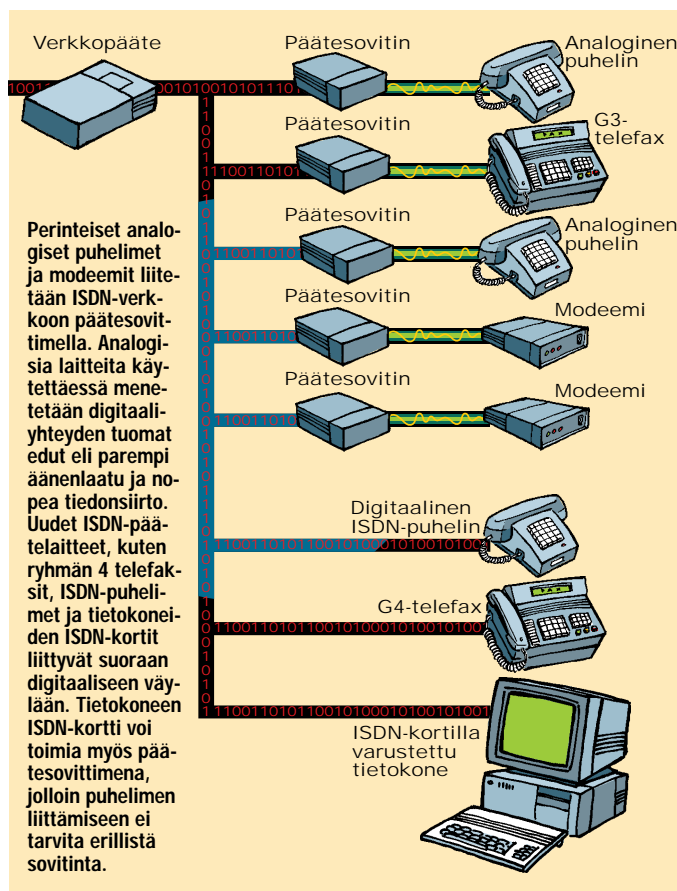 Verkkopääte
Päätesovitin
Analoginen
puhelin
Päätesovitin
G3-
telefax
Päätesovitin
Analoginen
puhelin
Päätesovitin
Modeemi
Päätesovitin
Modeemi
Digitaalinen
ISDN-puhelin
G4-telefax
ISDN-kortilla
varustettu
tietokone
Perinteiset analo-
giset puhelimet
ja modeemit liite-
tään ISDN-verk-
koon päätesovit-
timella. Analogi-
sia laitteita käy-
tettäessä mene-
tetään digitaali-
yhteyden tuomat
edut eli parempi
äänenlaatu ja no-
pea tiedonsiirto.
Uudet ISDN-pää-
telaitteet, kuten
ryhmän 4 telefak-
sit, ISDN-puheli-
met ja tietokonei-
den ISDN-kortit
liittyvät suoraan
digitaaliseen väy-
lään. Tietokoneen
ISDN-kortti voi
toimia myös pää-
tesovittimena,
jolloin puhelimen
liittämiseen ei
tarvita erillistä
sovitinta.